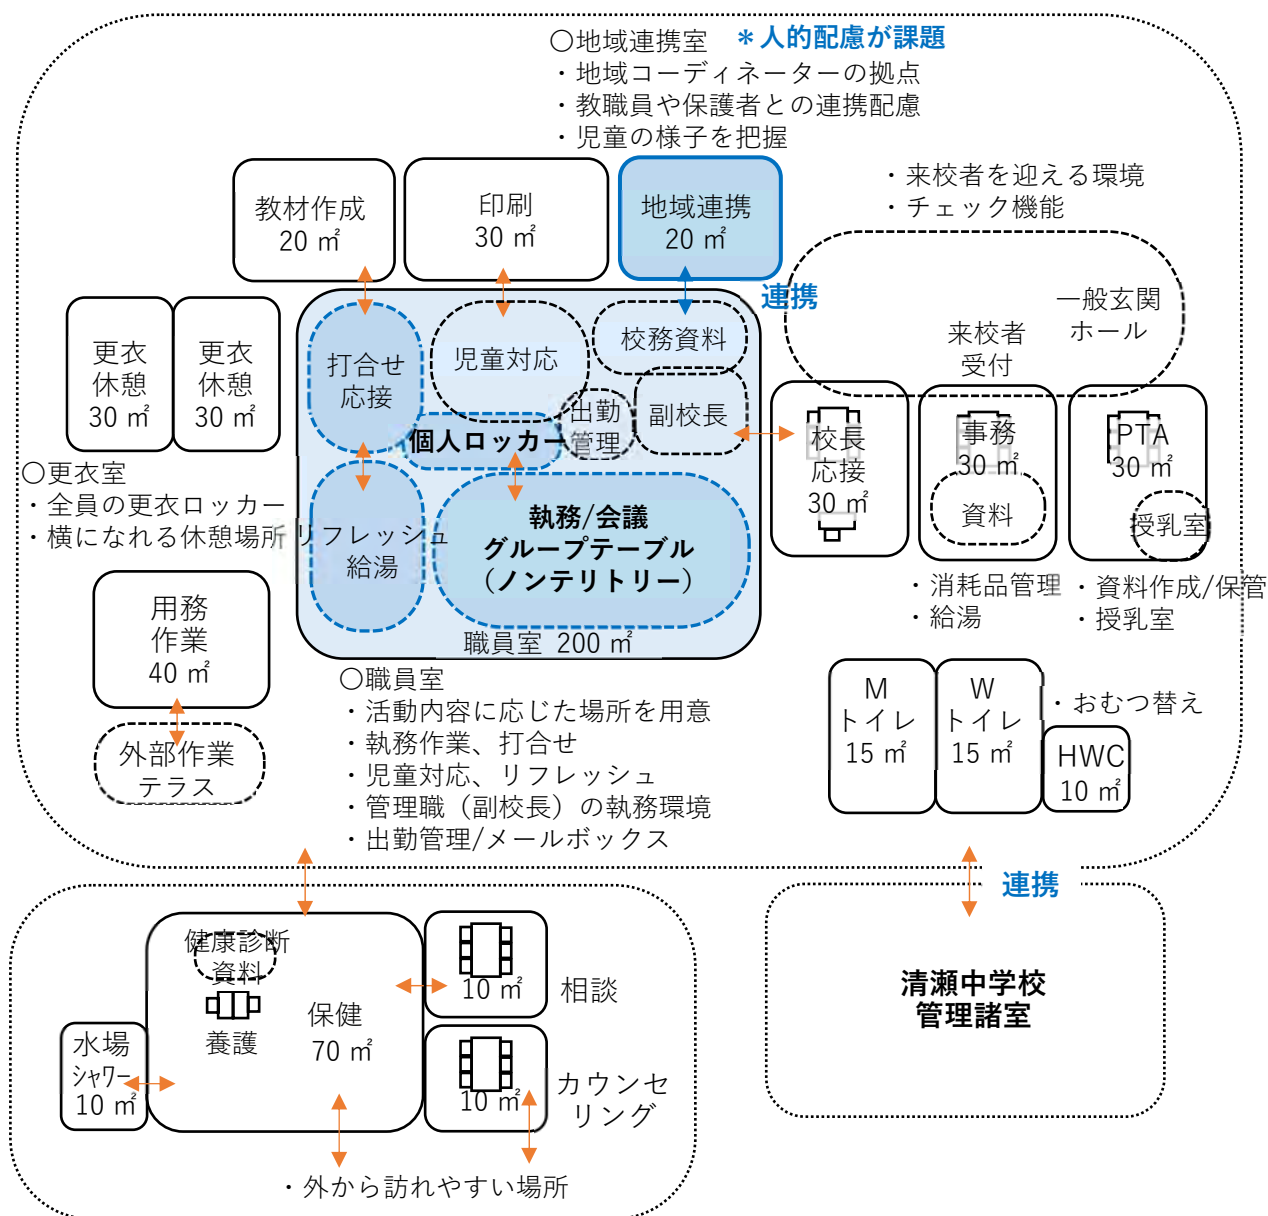 ○地域連携室　＊人的配慮が課題
・地域コーディネーターの拠点
・教職員や保護者との連携配慮
・児童の様子を把握
教材作成
20 ㎡
印刷
30 ㎡
地域連携
20 ㎡
・来校者を迎える環境
・チェック機能
連携
一般玄関
ホール
来校者
受付
更衣
休憩
30 ㎡
更衣
休憩
30 ㎡
打合せ
応接
児童対応
校務資料
出勤
管理
副校長
個人ロッカー
校長
応接
30 ㎡
事務
30 ㎡
資料
PTA
30 ㎡
授乳室
○更衣室
・全員の更衣ロッカー
・横になれる休憩場所
リフレッシュ
給湯
執務/会議
グループテーブル
（ノンテリトリー）
職員室 200 ㎡
・消耗品管理
・給湯
・資料作成/保管
・授乳室
用務
作業
40 ㎡
外部作業
テラス
○職員室
・活動内容に応じた場所を用意
・執務作業、打合せ
・児童対応、リフレッシュ
・管理職（副校長）の執務環境
・出勤管理/メールボックス
M
トイレ
15 ㎡
W
トイレ
15 ㎡
・おむつ替え
HWC
10 ㎡
連携
健康診断
資料
養護
保健
70 ㎡
10 ㎡
相談
水場
シャワー
10 ㎡
10 ㎡
カウンセ
リング
・外から訪れやすい場所
清瀬中学校
管理諸室